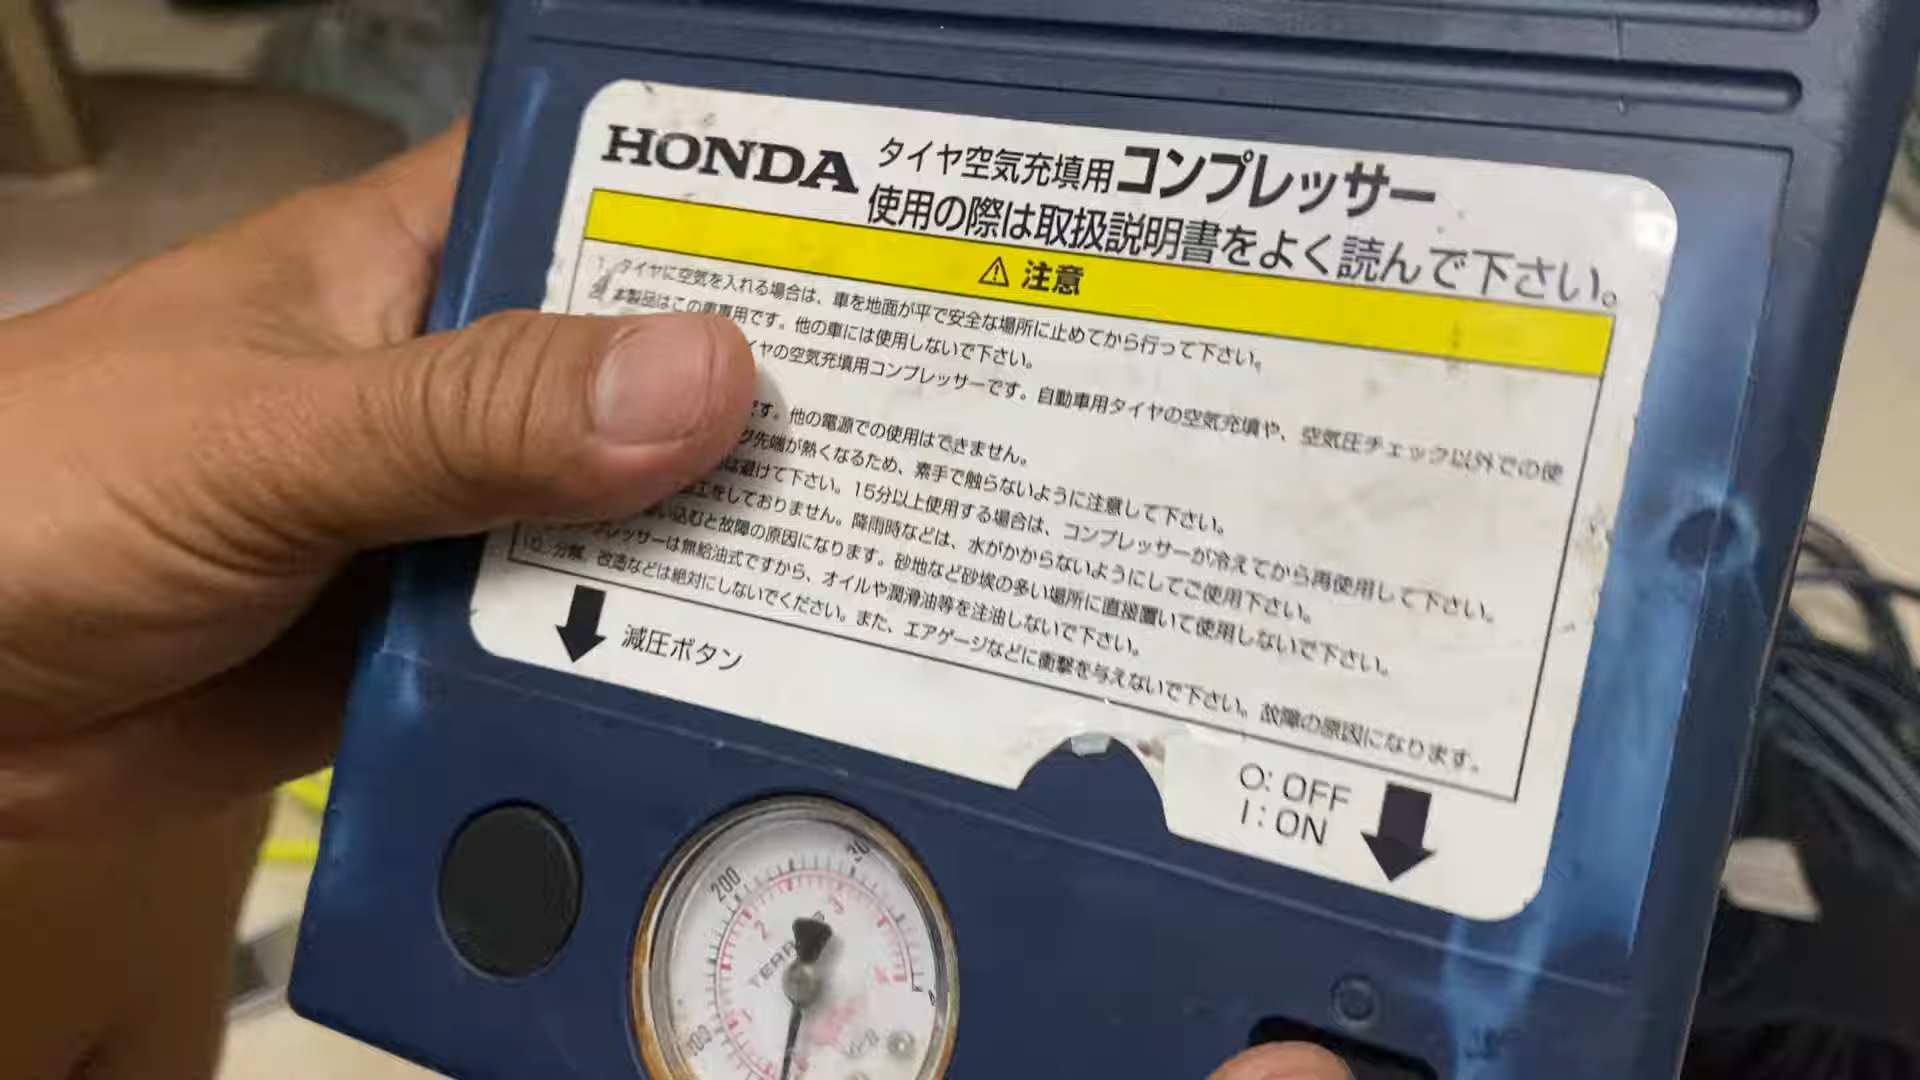 HONDA タイヤ空気充填用コンプレッサー
使用の際は取扱説明書をよく読んで下さい。
⚠ 注意
1. タイヤに空気を入れる場合は、車を地面が平で安全な場所に止めてから行って下さい。
本製品はこの車専用です。他の車には使用しないで下さい。
イヤの空気充填用コンプレッサーです。自動車用タイヤの空気充填や、空気圧チェック以外での使
す。他の電源での使用はできません。
グ先端が熱くなるため、素手で触らないように注意して下さい。
は避けて下さい。15分以上使用する場合は、コンプレッサーが冷えてから再使用して下さい。
工をしておりません。降雨時などは、水がかからないようにしてご使用下さい。
い込むと故障の原因になります。砂地など砂埃の多い場所に直接置いて使用しないで下さい。
レッサーは無給油式ですから、オイルや潤滑油等を注油しないで下さい。
10. 分解、改造などは絶対にしないでください。また、エアゲージなどに衝撃を与えないで下さい。故障の原因になります。
減圧ボタン
O: OFF
I: ON
200
2
3
1